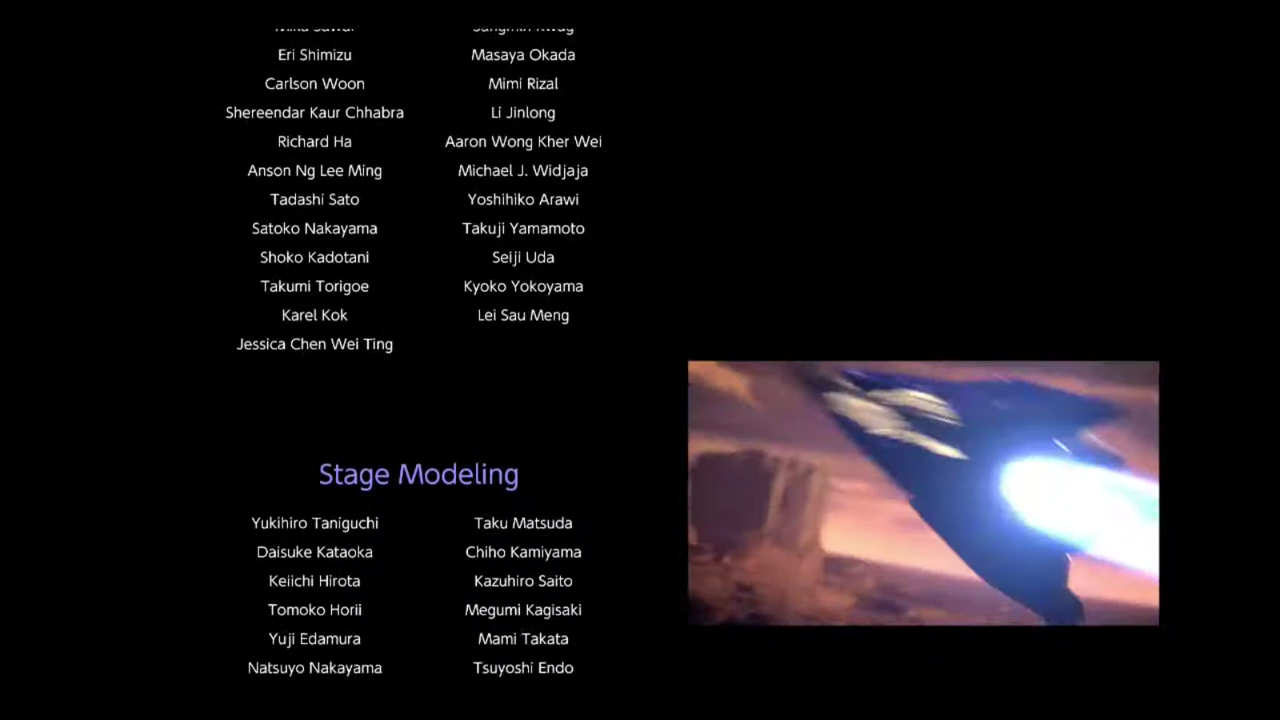 Eri Shimizu Masaya Okada
Carlson Woon Mimi Rizal
Shereendar Kaur Chhabra Li Jinlong
Richard Ha Aaron Wong Kher Wei
Anson Ng Lee Ming Michael J. Widjaja
Tadashi Sato Yoshihiko Arawi
Satoko Nakayama Takuji Yamamoto
Shoko Kadotani Seiji Uda
Takumi Torigoe Kyoko Yokoyama
Karel Kok Lei Sau Meng
Jessica Chen Wei Ting
Stage Modeling
Yukihiro Taniguchi Taku Matsuda
Daisuke Kataoka Chiho Kamiyama
Keiichi Hirota Kazuhiro Saito
Tomoko Horii Megumi Kagisaki
Yuji Edamura Mami Takata
Natsuyo Nakayama Tsuyoshi Endo